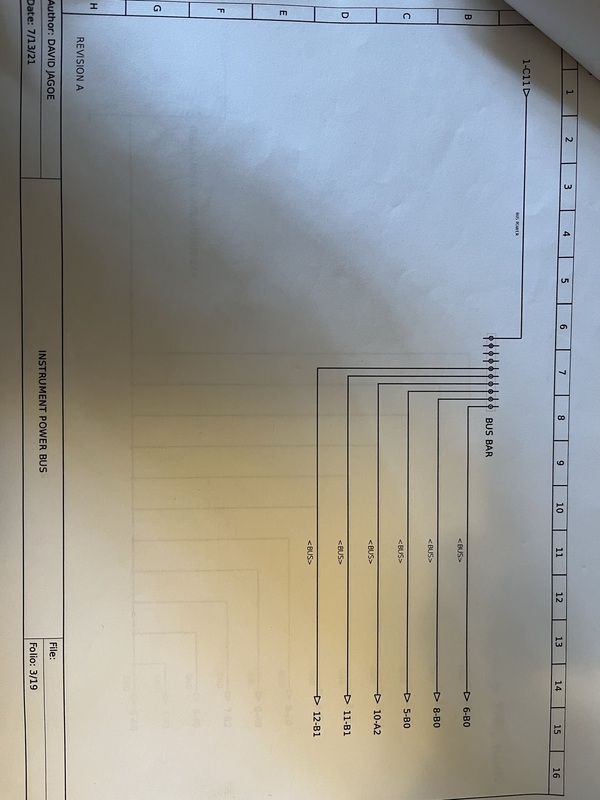 1 2 3 4 5 6 7 8 9 10 11 12 13 14 15 16
B
C
D
E
F
G
H
1-C11
BUS POWER
BUS BAR
<BUS>
6-B0
<BUS>
8-B0
<BUS>
5-B0
<BUS>
10-A2
<BUS>
11-B1
<BUS>
12-B1
REVISION A
Author: DAVID JAGOE
Date: 7/13/21
INSTRUMENT POWER BUS
File:
Folio: 3/19